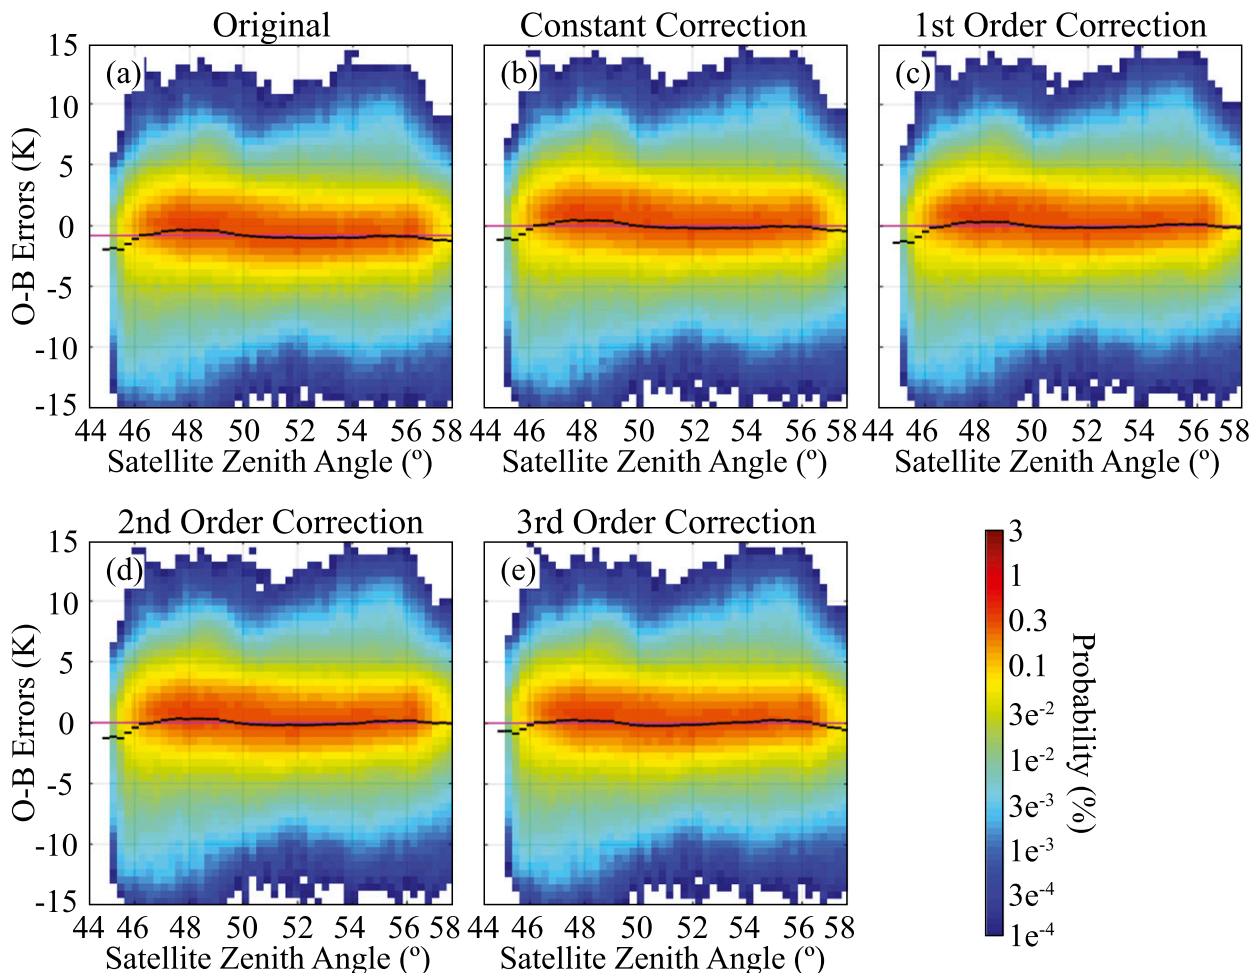 Original Constant Correction 1st Order Correction
(a) (b) (c)
15
10
5
0
-5
-10
-15
O-B Errors (K)
44 46 48 50 52 54 56 58 44 46 48 50 52 54 56 58 44 46 48 50 52 54 56 58
Satellite Zenith Angle (º) Satellite Zenith Angle (º) Satellite Zenith Angle (º)
2nd Order Correction 3rd Order Correction
(d) (e)
15
10
5
0
-5
-10
-15
O-B Errors (K)
44 46 48 50 52 54 56 58 44 46 48 50 52 54 56 58
Satellite Zenith Angle (º) Satellite Zenith Angle (º)
3
1
0.3
0.1
3e-2
1e-2
3e-3
1e-3
3e-4
1e-4
Probability (%)